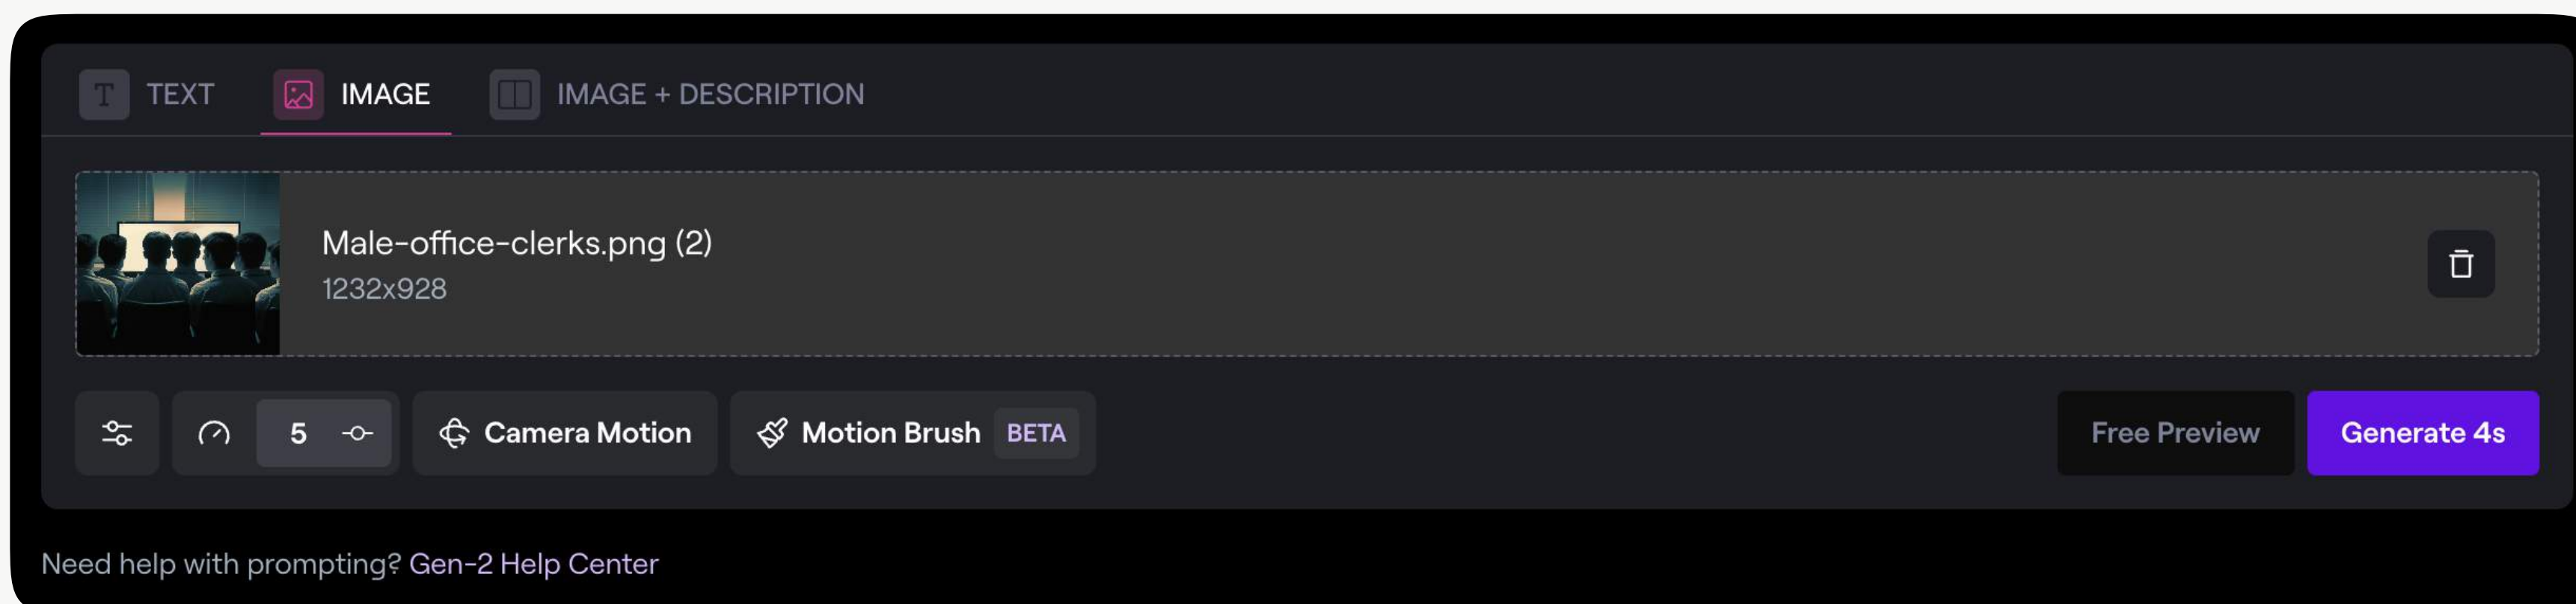 TEXT IMAGE IMAGE + DESCRIPTION
Male-office-clerks.png (2)
1232x928
5 Camera Motion Motion Brush BETA Free Preview Generate 4s
Need help with prompting? Gen-2 Help Center